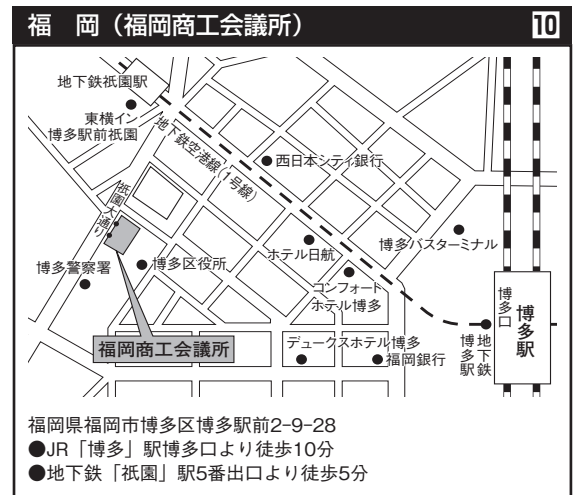 福　岡（福岡商工会議所）
10
地下鉄祇園駅
東横イン
博多駅前祇園
地下鉄空港線（1号線）
西日本シティ銀行
祇園大通り
博多警察署
博多区役所
ホテル日航
博多バスターミナル
コンフォート
ホテル博多
福岡商工会議所
デュークスホテル博多
福岡銀行
地下鉄
博多駅
博多口
博多駅
福岡県福岡市博多区博多駅前2-9-28
●JR「博多」駅博多口より徒歩10分
●地下鉄「祇園」駅5番出口より徒歩5分